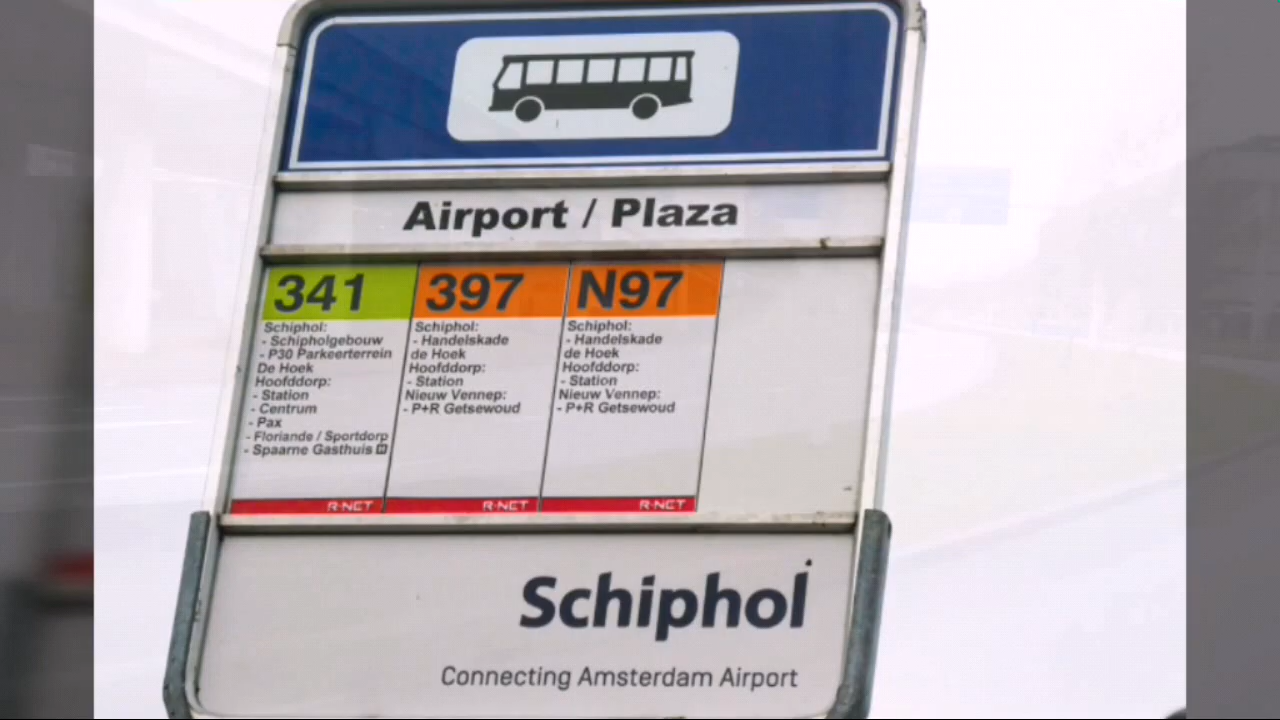 Airport / Plaza
341
Schiphol:
- Schipholgebouw
- P30 Parkeerterrein
De Hoek
Hoofddorp:
- Station
- Centrum
- Pax
- Floriande / Sportdorp
- Spaarne Gasthuis H
R-NET
397
Schiphol:
- Handelskade
de Hoek
Hoofddorp:
- Station
Nieuw Vennep:
- P+R Getsewoud
R-NET
N97
Schiphol:
- Handelskade
de Hoek
Hoofddorp:
- Station
Nieuw Vennep:
- P+R Getsewoud
R-NET
Schiphol
Connecting Amsterdam Airport